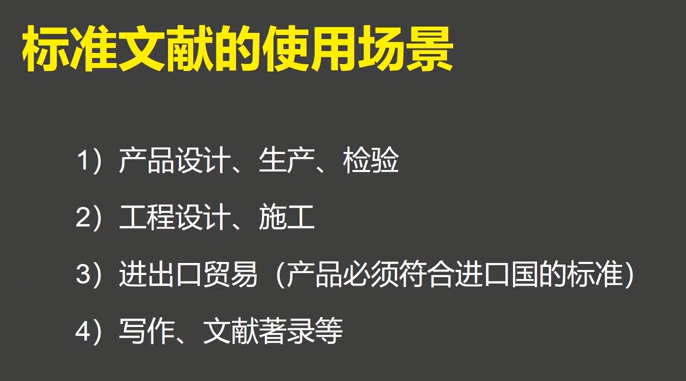 标准文献的使用场景
1）产品设计、生产、检验
2）工程设计、施工
3）进出口贸易（产品必须符合进口国的标准）
4）写作、文献著录等